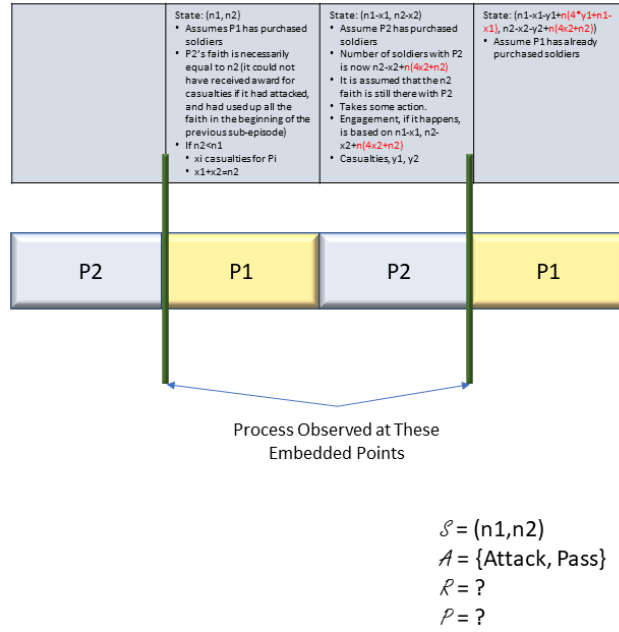 State: (n1, n2)
• Assumes P1 has purchased
soldiers
• P2's faith is necessarily
equal to n2 (it could not
have received award for
casualties if it had attacked,
and had used up all the
faith in the beginning of the
previous sub-episode)
• If n2<n1
• xi casualties for Pi
• x1+x2=n2
State: (n1-x1, n2-x2)
• Assume P2 has purchased
soldiers
• Number of soldiers with P2
is now n2-x2+n(4x2+n2)
• It is assumed that the n2
faith is still there with P2
• Takes some action.
• Engagement, if it happens,
is based on n1-x1, n2-
x2+n(4x2+n2)
• Casualties, y1, y2
State: (n1-x1-y1+n(4*y1+n1-
x1), n2-x2-y2+n(4x2+n2))
• Assume P1 has already
purchased soldiers
P2
P1
P2
P1
Process Observed at These
Embedded Points
𝒮 = (n1,n2)
𝒜 = {Attack, Pass}
ℛ = ?
𝒫 = ?